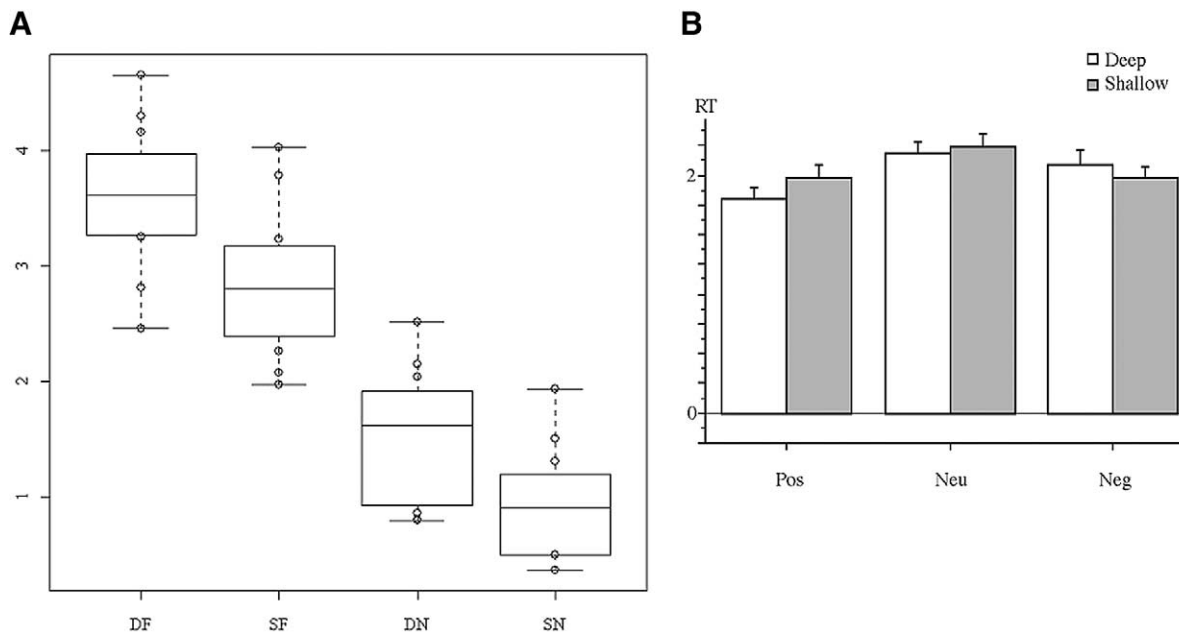 A
4
3
2
1
DF SF DN SN
B
Deep
Shallow
RT
2
0
Pos Neu Neg